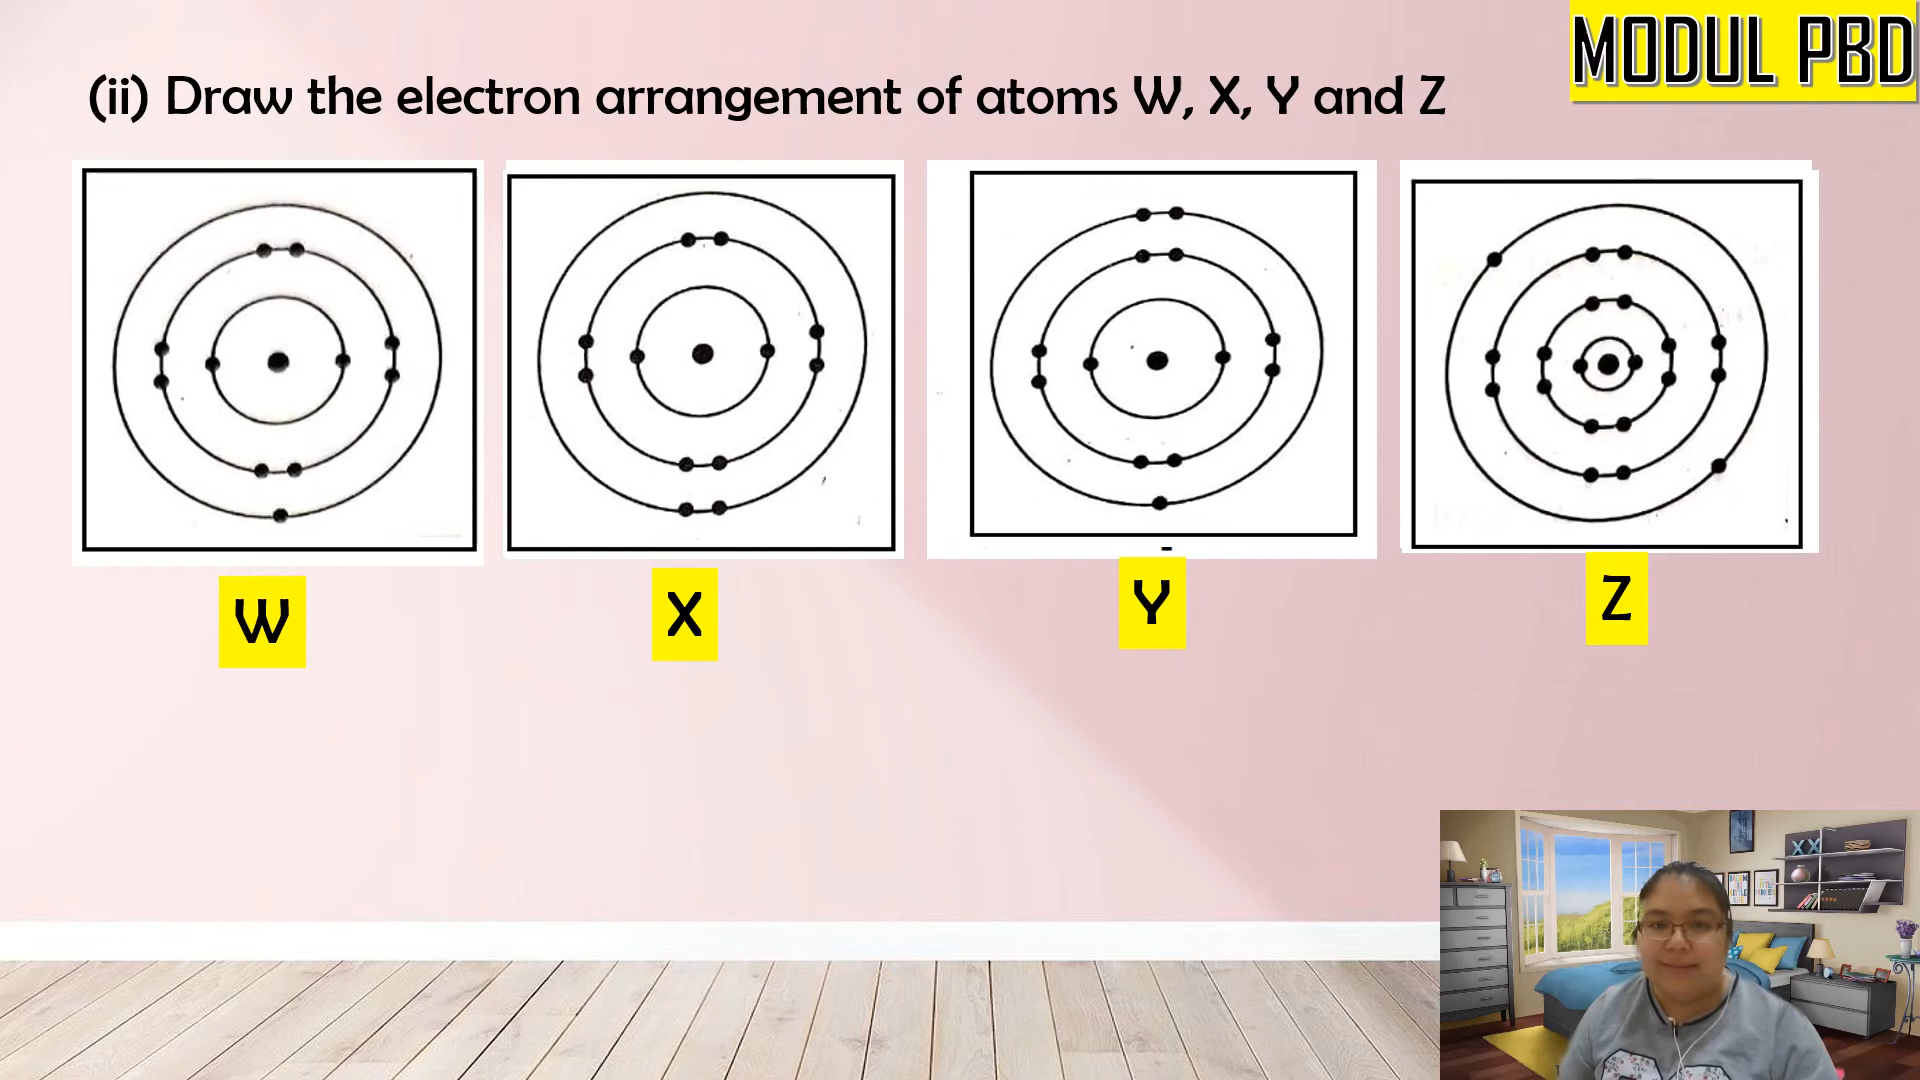 MODUL PBD
(ii) Draw the electron arrangement of atoms W, X, Y and Z
W
X
Y
Z